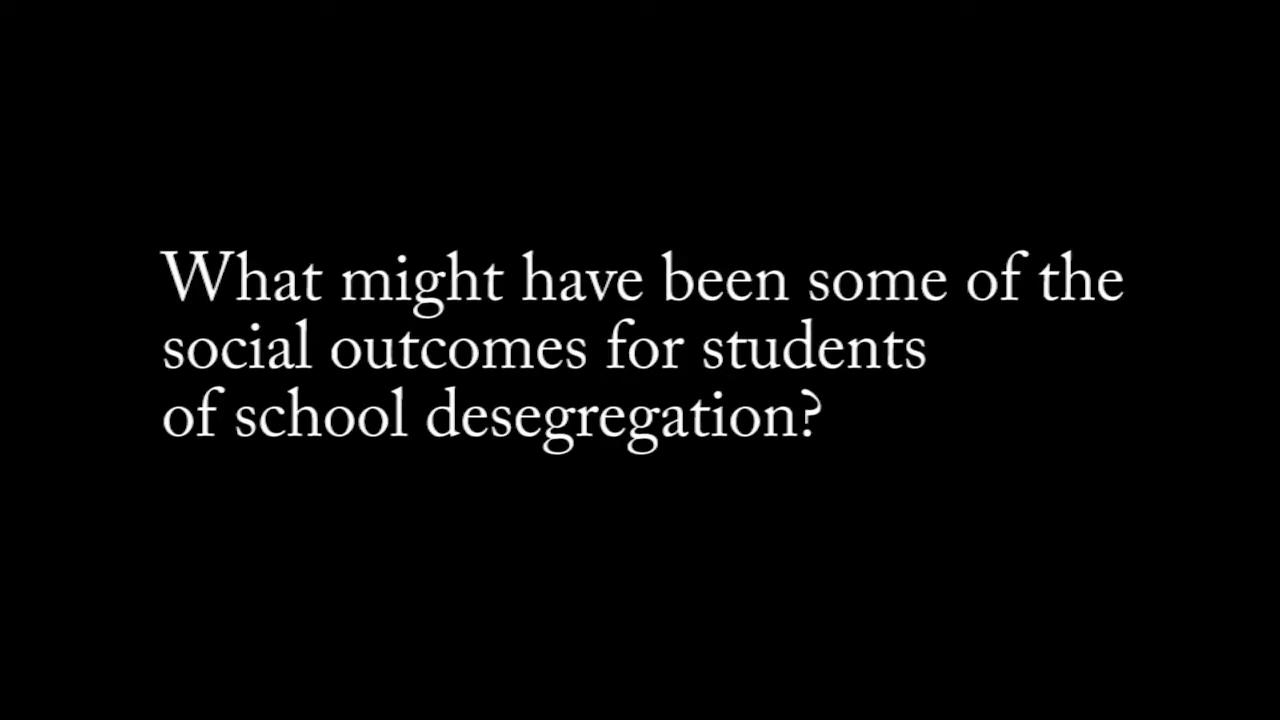 What might have been some of the
social outcomes for students
of school desegregation?